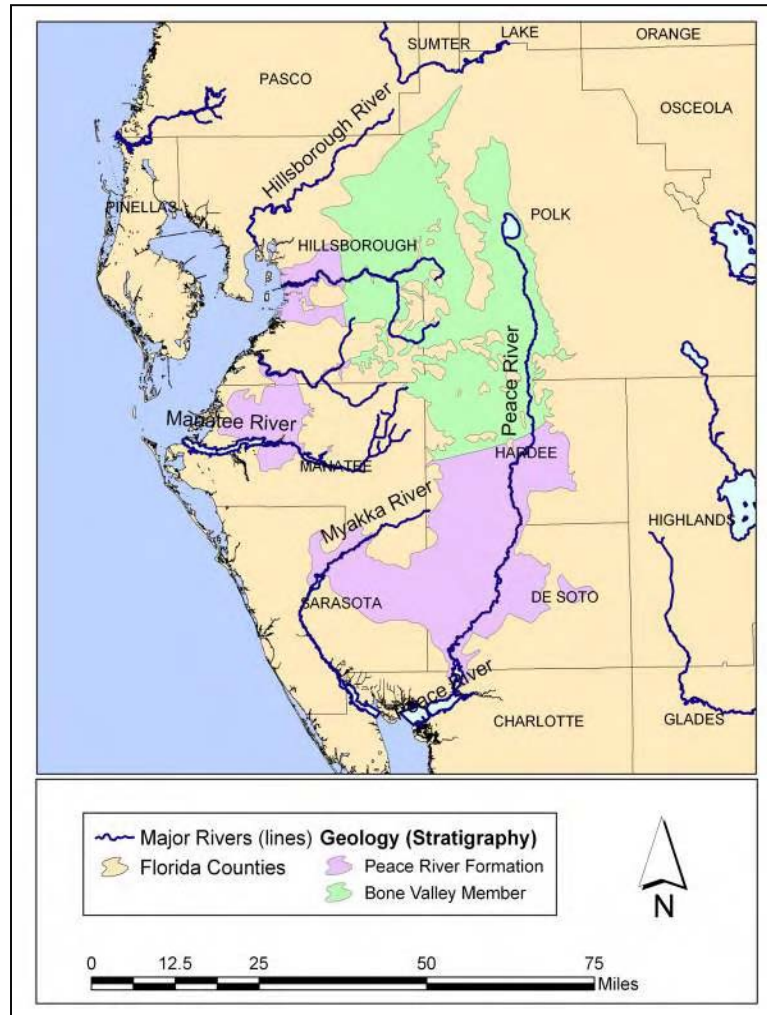 LAKE
ORANGE
SUMTER
PASCO
OSCEOLA
Hillsborough River
PINELLAS
POLK
HILLSBOROUGH
Peace River
Manatee River
MANATEE
HARDEE
Myakka River
HIGHLANDS
SARASOTA
DE SOTO
Peace River
CHARLOTTE
GLADES
Major Rivers (lines) Geology (Stratigraphy)
Florida Counties Peace River Formation
Bone Valley Member
N
0 12.5 25 50 75
Miles